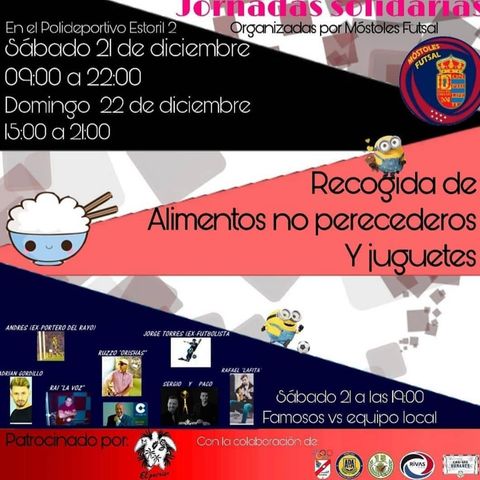 Jornadas solidarias
Organizadas por Móstoles Futsal
En el Polideportivo Estoril 2
Sábado 21 de diciembre
09:00 a 22:00
Domingo 22 de diciembre
15:00 a 21:00
MÓSTOLES
FUTSAL
Recogida de
Alimentos no perecederos
Y juguetes
ANDRES (EX PORTERO DEL RAYO)
JORGE TORRES (EX-FUTBOLISTA
RUZZO "ORISHAS"
ADRIAN GORDILLO
RAJ "LA VOZ"
SERGIO Y PACO
RAFAEL "LAFITA"
Sábado 21 a las 19:00
Famosos vs equipo local
Patrocinado por:
Con la colaboración de:
RIVAS